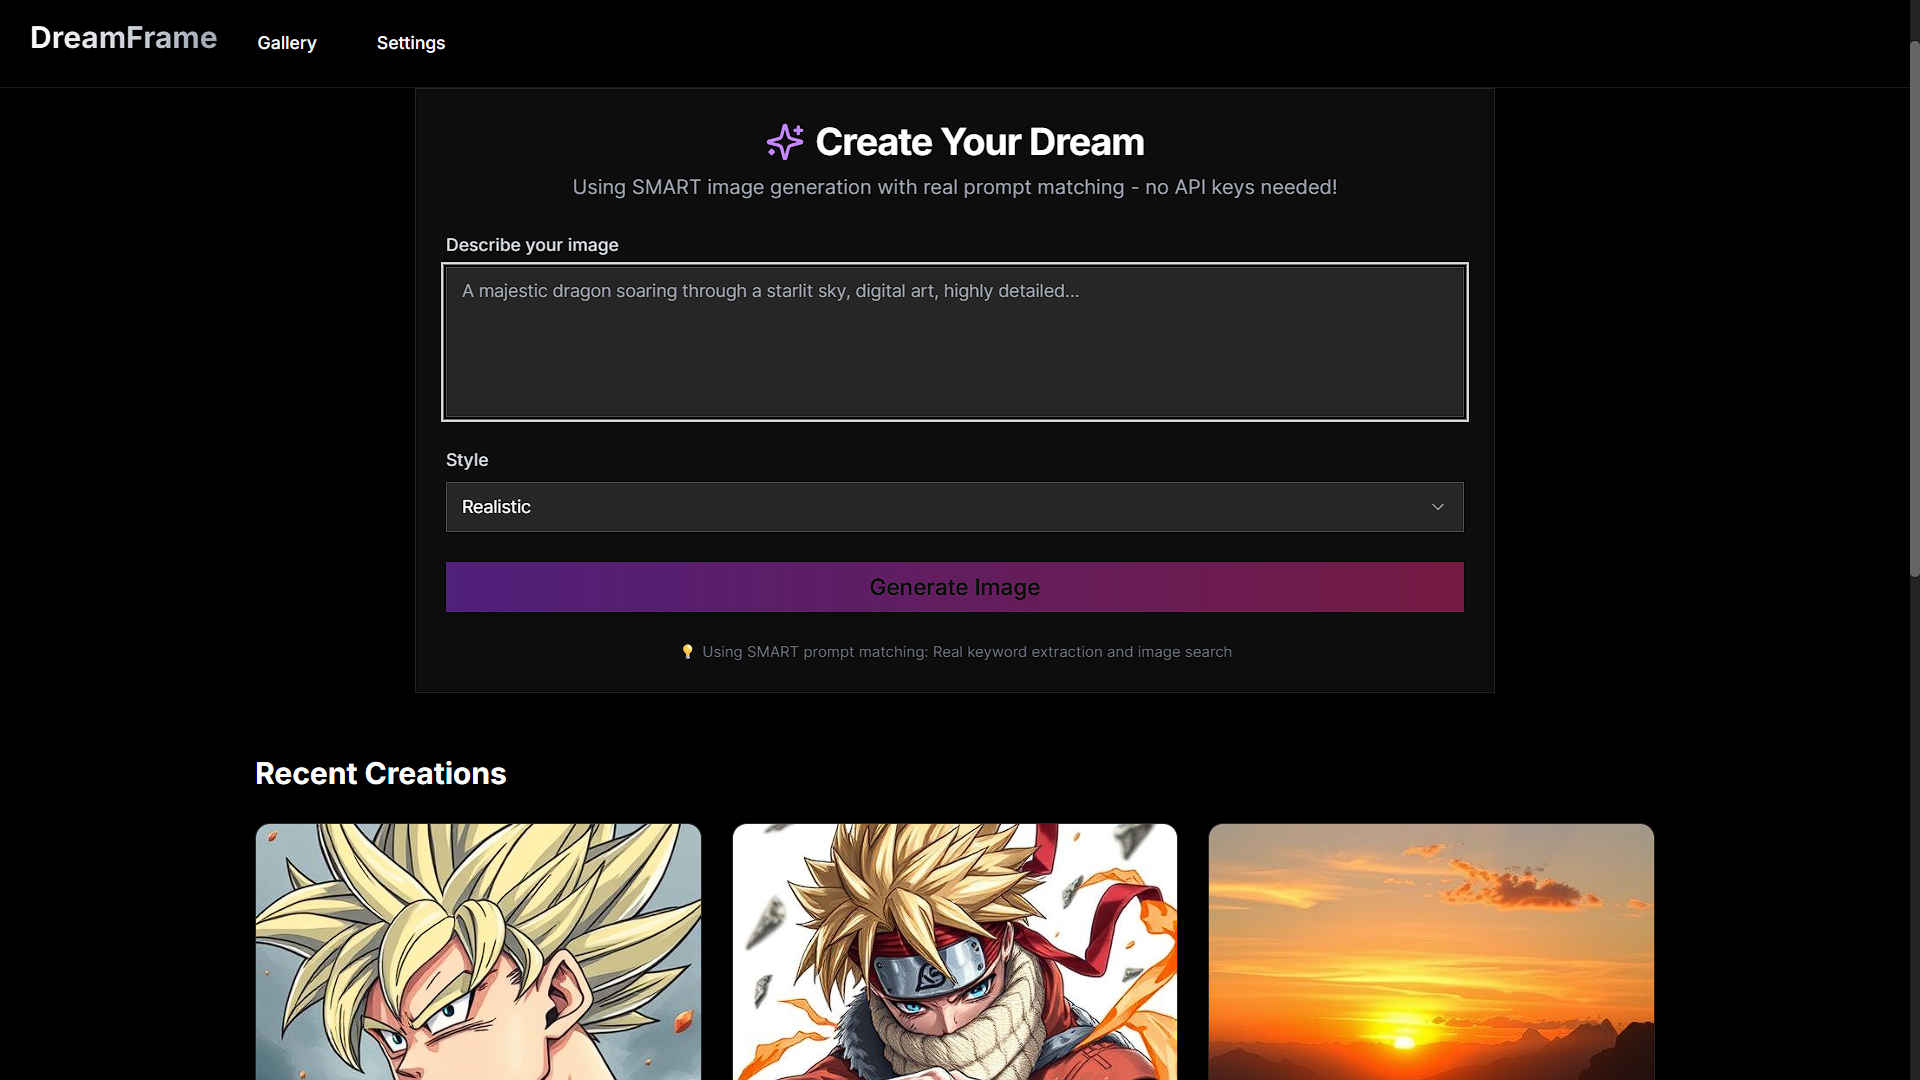 DreamFrame
Gallery
Settings
Create Your Dream
Using SMART image generation with real prompt matching - no API keys needed!
Describe your image
A majestic dragon soaring through a starlit sky, digital art, highly detailed...
Style
Realistic
Generate Image
💡 Using SMART prompt matching: Real keyword extraction and image search
Recent Creations